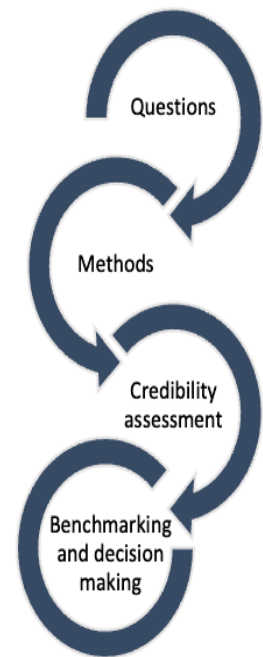 Questions
Methods
Credibility
assessment
Benchmarking
and decision
making